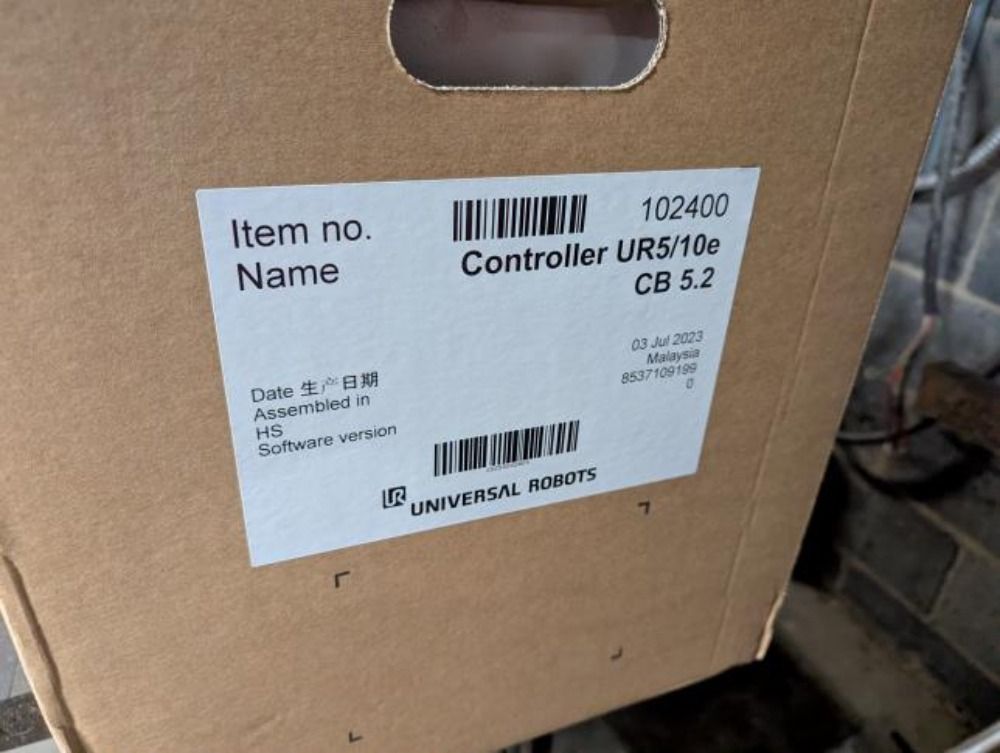 Item no. 102400
Name Controller UR5/10e
CB 5.2
Date 生产日期 03 Jul 2023
Assembled in Malaysia
HS 8537109199
Software version 0
UR UNIVERSAL ROBOTS